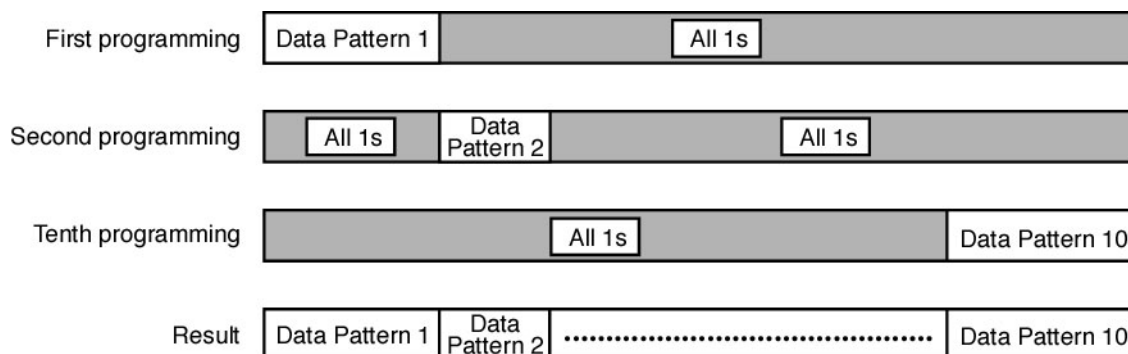 First programming
Data Pattern 1
All 1s
Second programming
All 1s
Data
Pattern 2
All 1s
Tenth programming
All 1s
Data Pattern 10
Result
Data Pattern 1
Data
Pattern 2
Data Pattern 10